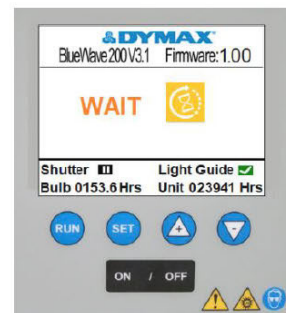 DYMAX
BlueWave 200 V3.1 Firmware: 1.00
WAIT
Shutter Light Guide
Bulb 0153.6 Hrs Unit 023941 Hrs
RUN SET
ON / OFF